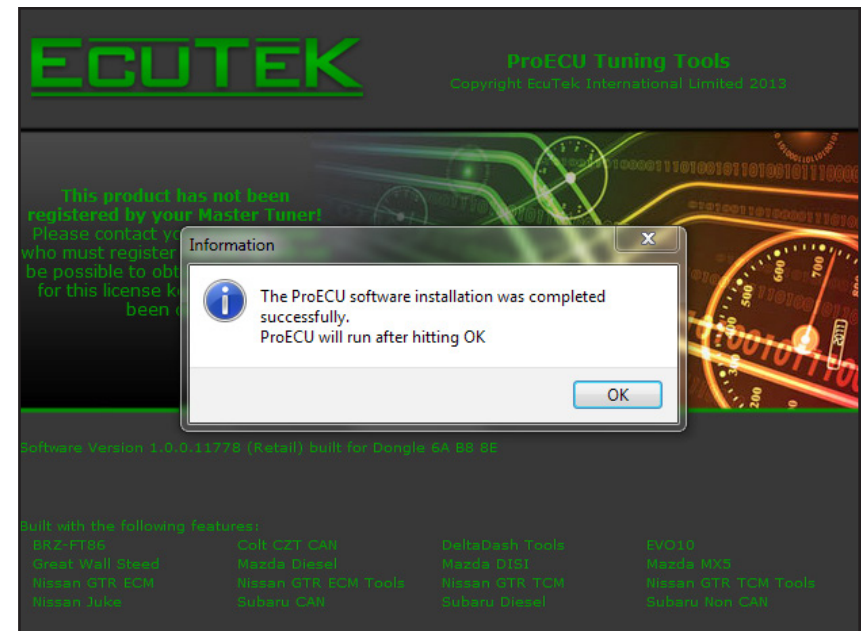 ECUTEK
ProECU Tuning Tools
Copyright EcuTek International Limited 2013
This product has not been
registered by your Master Tuner!
Please contact
who must register
be possible to
for this license
been
Information
The ProECU software installation was completed
successfully.
ProECU will run after hitting OK
OK
Software Version 1.0.0.11778 (Retail) built for Dongle 6A B8 8E
Built with the following features:
BRZ-FT86 Colt CZT CAN DeltaDash Tools EVO10
Great Wall Steed Mazda Diesel Mazda DISI Mazda MX5
Nissan GTR ECM Nissan GTR ECM Tools Nissan GTR TCM Nissan GTR TCM Tools
Nissan Juke Subaru CAN Subaru Diesel Subaru Non CAN